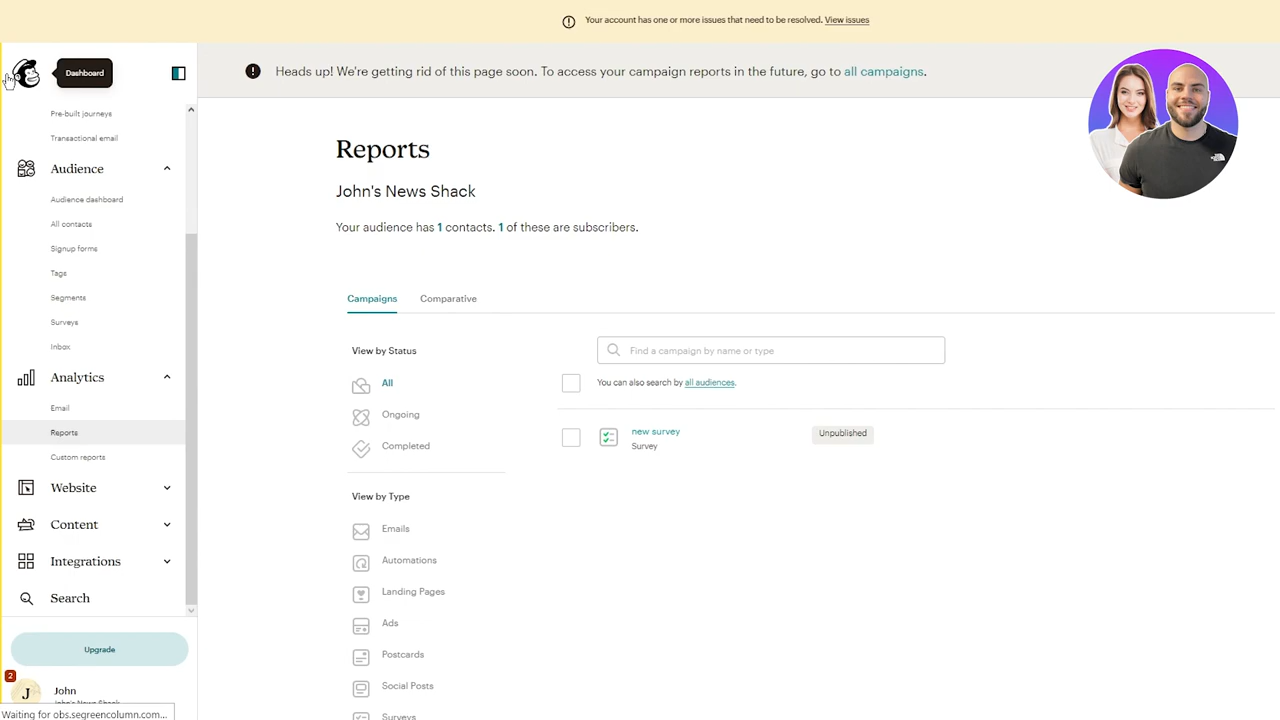 Your account has one or more issues that need to be resolved. View issues
Dashboard
Heads up! We're getting rid of this page soon. To access your campaign reports in the future, go to all campaigns.
Pre-built journeys
Transactional email
Audience
Audience dashboard
All contacts
Signup forms
Tags
Segments
Surveys
Inbox
Analytics
Email
Reports
Custom reports
Website
Content
Integrations
Search
Upgrade
2
J
John
John's News Shack
Waiting for obs.segreencolumn.com...
Reports
John's News Shack
Your audience has 1 contacts. 1 of these are subscribers.
Campaigns
Comparative
View by Status
All
Ongoing
Completed
View by Type
Emails
Automations
Landing Pages
Ads
Postcards
Social Posts
Surveys
Find a campaign by name or type
You can also search by all audiences.
new survey
Survey
Unpublished